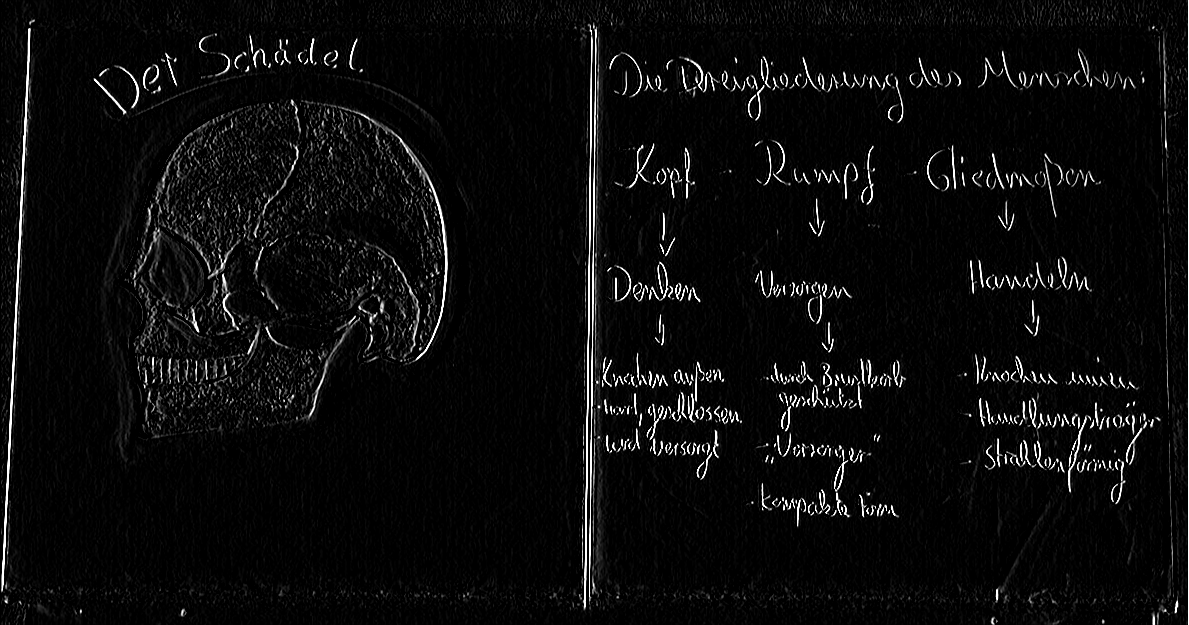 Der Schädel
Die Dreigliederung des Menschen:
Kopf - Rumpf - Gliedmaßen
Denken Versorgen Handeln
- Knochen außen
- hart, geschlossen
- wird versorgt
- durch Brustkorb
geschützt
- „Versorger“
- kompakte Form
- Knochen innen
- Handlungsträger
- Strahlenförmig